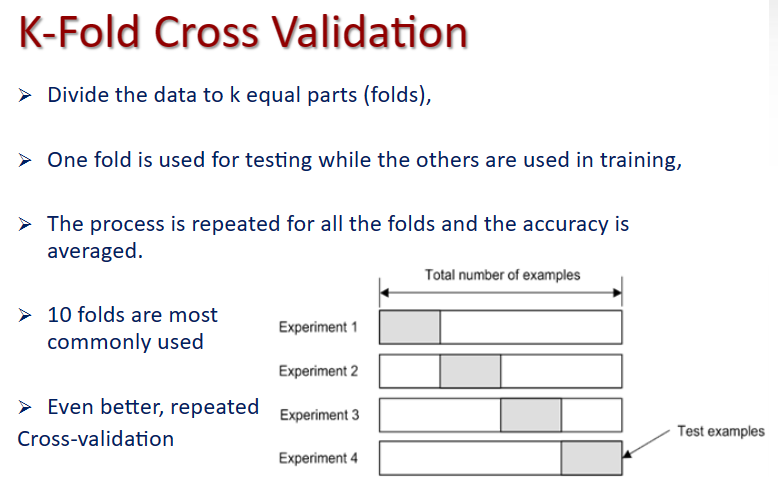 K-Fold Cross Validation
➢ Divide the data to k equal parts (folds),
➢ One fold is used for testing while the others are used in training,
➢ The process is repeated for all the folds and the accuracy is
averaged.
➢ 10 folds are most
commonly used
➢ Even better, repeated
Cross-validation
Total number of examples
Experiment 1
Experiment 2
Experiment 3
Experiment 4
Test examples